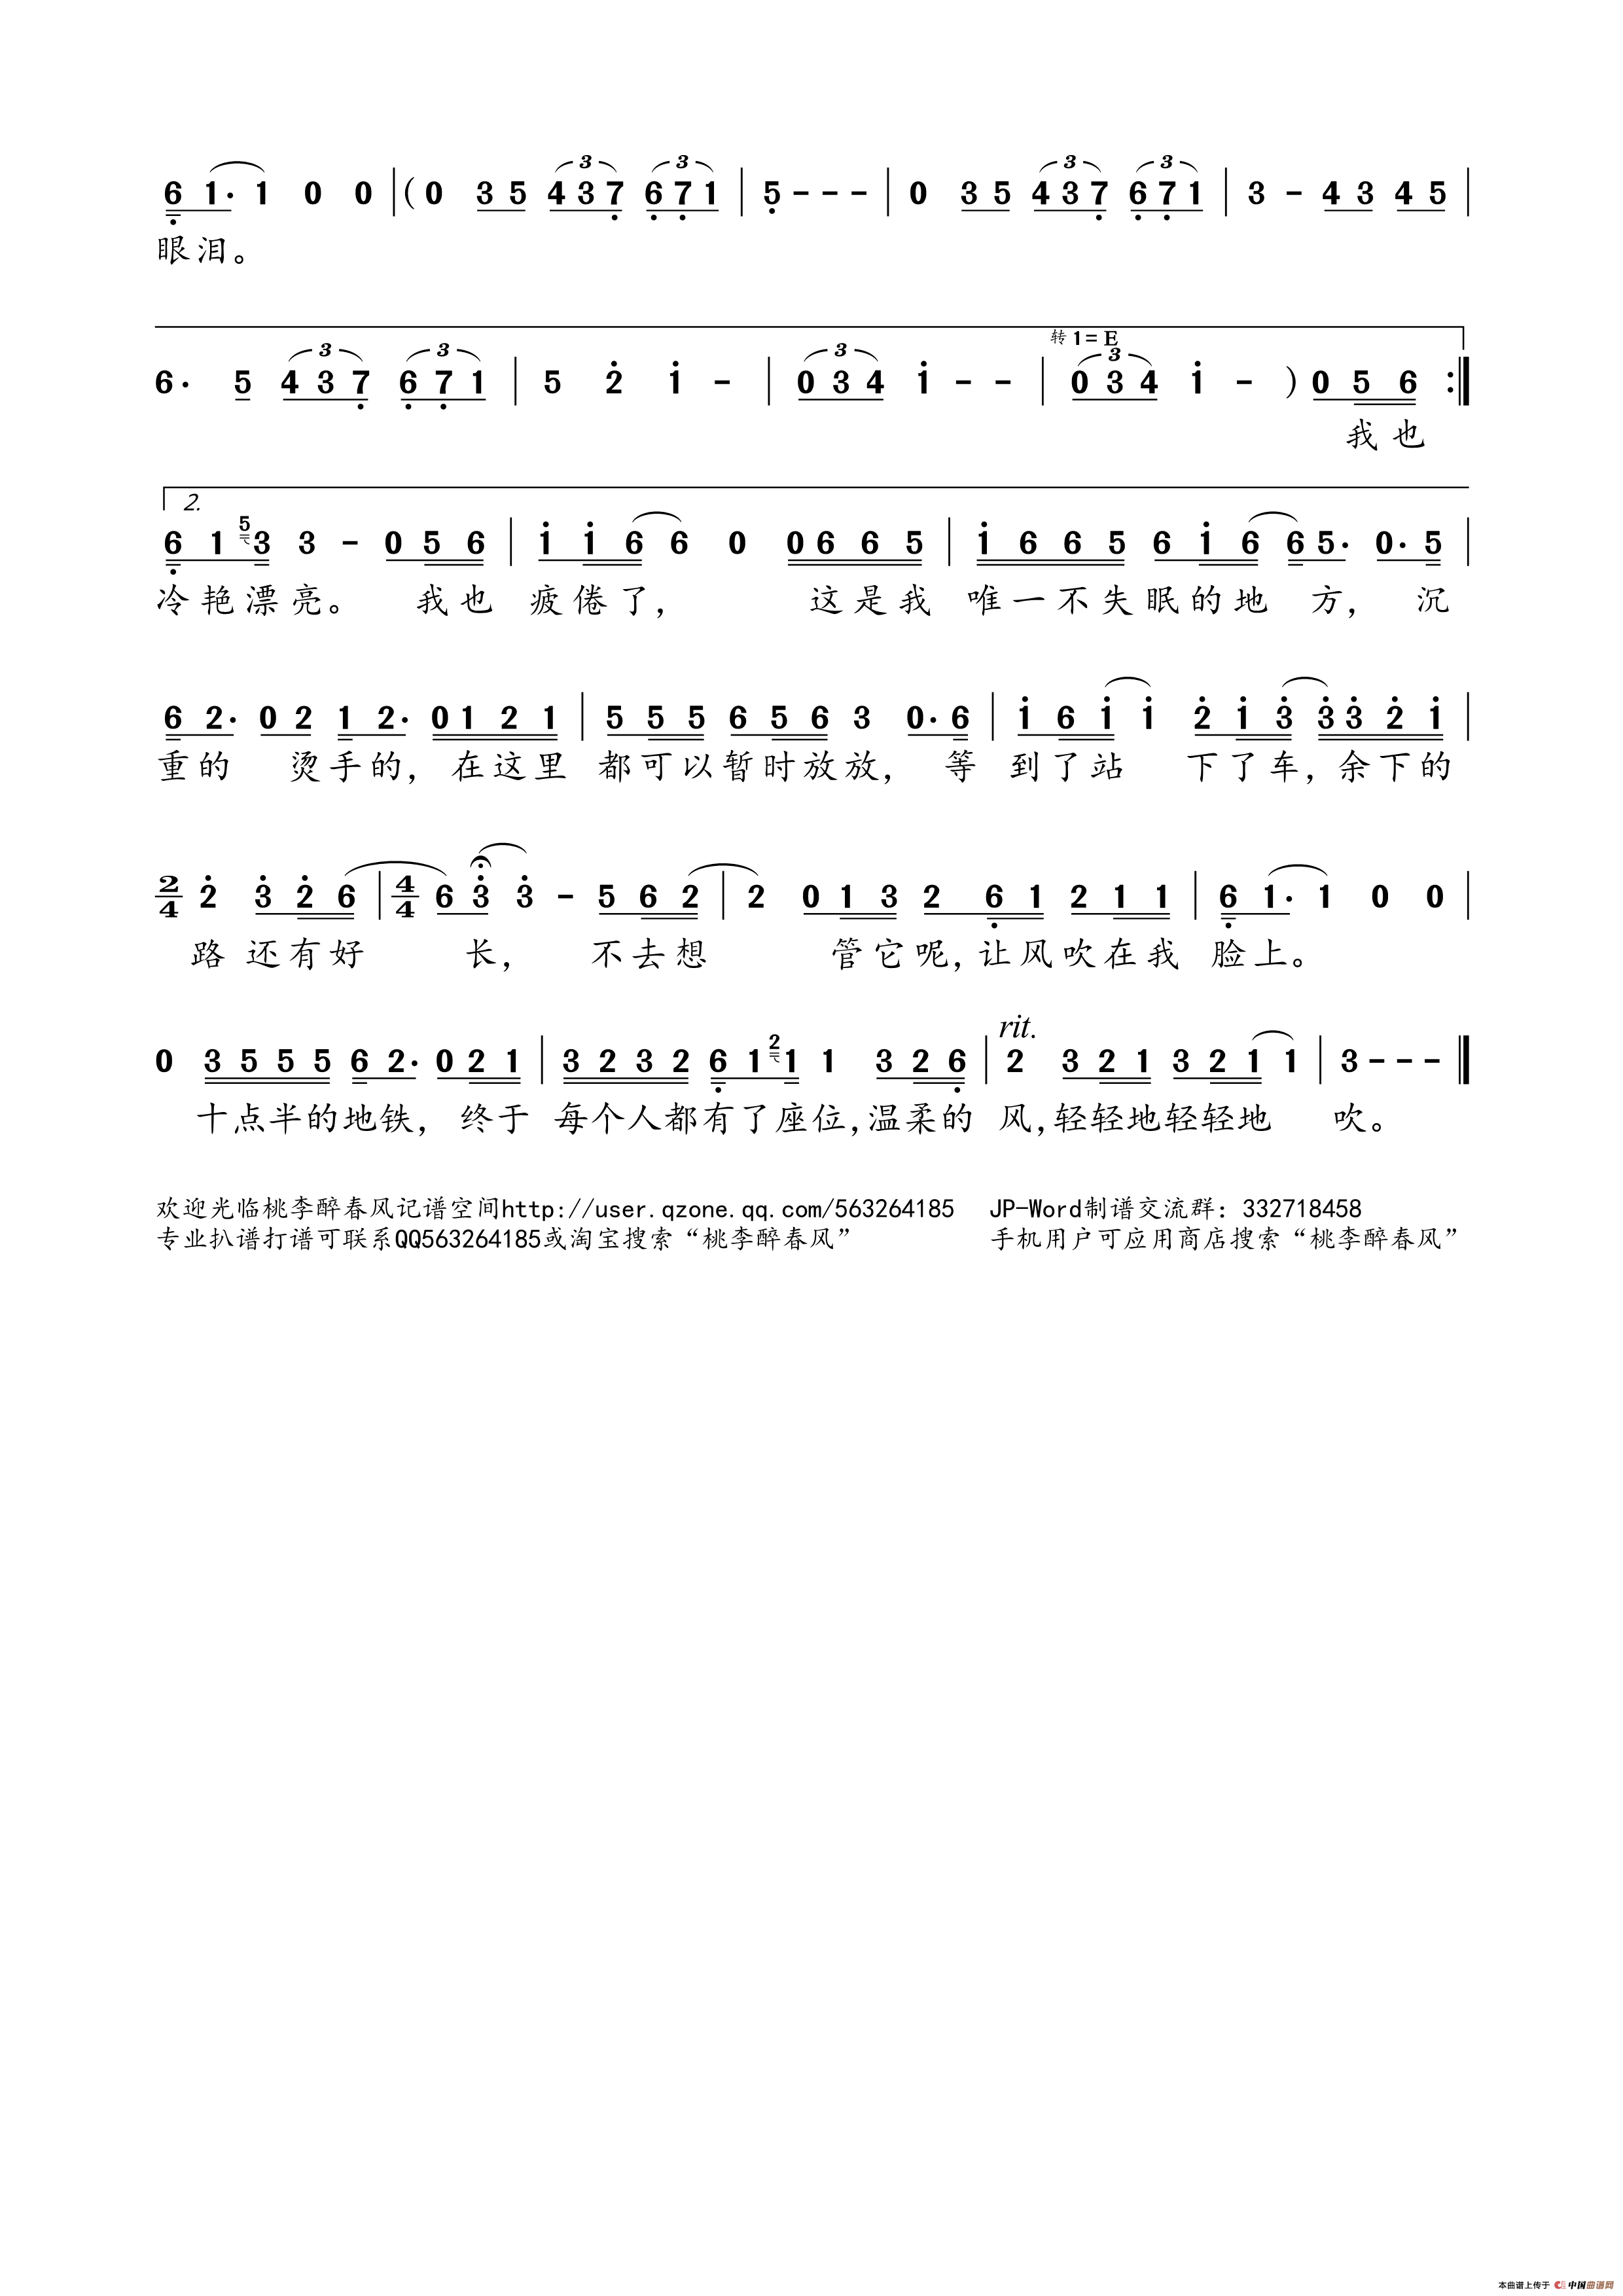 6 1· 1 0 0 | ( 0 3 5 4 3 7 6 7 1 | 5 - - - | 0 3 5 4 3 7 6 7 1 | 3 - 4 3 4 5 |
眼泪。
转 1= E
6· 5 4 3 7 6 7 1 | 5 2 1 - | 0 3 4 1 - - | 0 3 4 1 - ) 0 5 6 :|
我也
2.
6 1 5 3 3 - 0 5 6 | 1 1 6 6 0 0 6 6 5 | 1 6 6 5 6 1 6 6 5· 0· 5 |
冷艳漂亮。 我也 疲倦了, 这是我 唯一不失眠的地 方, 沉
6 2· 0 2 1 2· 0 1 2 1 | 5 5 5 6 5 6 3 0· 6 | 1 6 1 1 2 1 3 3 3 2 1 |
重的 烫手的, 在这里 都可以暂时放放, 等 到了站 下了车, 余下的
2/4 2 3 2 6 | 4/4 6 3 3 - 5 6 2 | 2 0 1 3 2 6 1 2 1 1 | 6 1· 1 0 0 |
路 还有好 长, 不去想 管它呢, 让风吹在我 脸上。
rit.
0 3 5 5 5 6 2· 0 2 1 | 3 2 3 2 6 1 2 1 1 3 2 6 | 2 3 2 1 3 2 1 1 | 3 - - - ‖
十点半的地铁, 终于 每个人都有了座位, 温柔的 风, 轻轻地轻轻地 吹。
欢迎光临桃李醉春风记谱空间http://user.qzone.qq.com/563264185 JP-Word制谱交流群: 332718458
专业扒谱打谱可联系QQ563264185或淘宝搜索“桃李醉春风” 手机用户可应用商店搜索“桃李醉春风”
本曲谱上传于 中国曲谱网